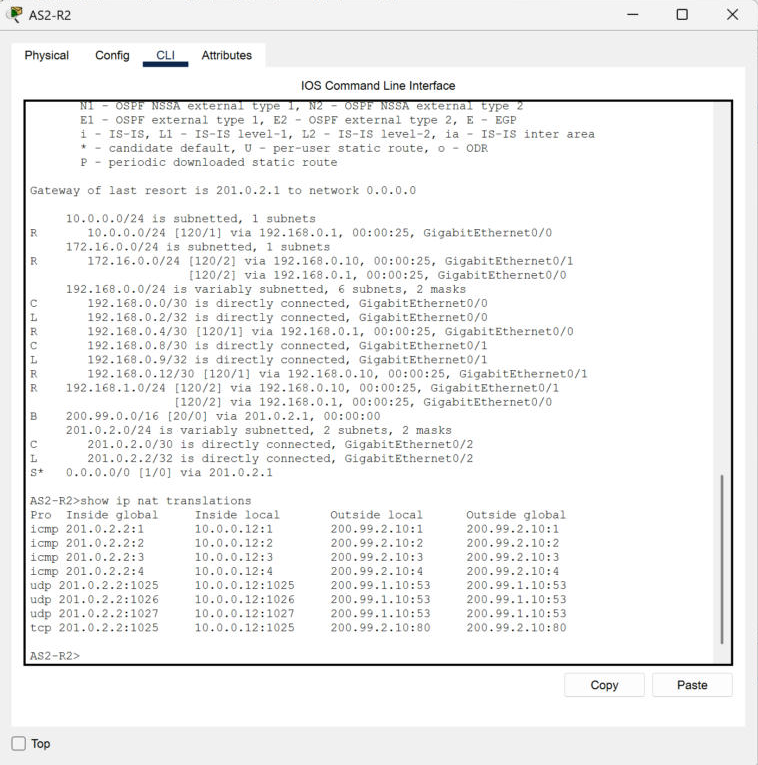 AS2-R2
Physical Config CLI Attributes
IOS Command Line Interface
N1 - OSPF NSSA external type 1, N2 - OSPF NSSA external type 2
E1 - OSPF external type 1, E2 - OSPF external type 2, E - EGP
i - IS-IS, L1 - IS-IS level-1, L2 - IS-IS level-2, ia - IS-IS inter area
* - candidate default, U - per-user static route, o - ODR
P - periodic downloaded static route
Gateway of last resort is 201.0.2.1 to network 0.0.0.0
10.0.0.0/24 is subnetted, 1 subnets
R 10.0.0.0/24 [120/1] via 192.168.0.1, 00:00:25, GigabitEthernet0/0
172.16.0.0/24 is subnetted, 1 subnets
R 172.16.0.0/24 [120/2] via 192.168.0.10, 00:00:25, GigabitEthernet0/1
[120/2] via 192.168.0.1, 00:00:25, GigabitEthernet0/0
192.168.0.0/24 is variably subnetted, 6 subnets, 2 masks
C 192.168.0.0/30 is directly connected, GigabitEthernet0/0
L 192.168.0.2/32 is directly connected, GigabitEthernet0/0
R 192.168.0.4/30 [120/1] via 192.168.0.1, 00:00:25, GigabitEthernet0/0
C 192.168.0.8/30 is directly connected, GigabitEthernet0/1
L 192.168.0.9/32 is directly connected, GigabitEthernet0/1
R 192.168.0.12/30 [120/1] via 192.168.0.10, 00:00:25, GigabitEthernet0/1
R 192.168.1.0/24 [120/2] via 192.168.0.10, 00:00:25, GigabitEthernet0/1
[120/2] via 192.168.0.1, 00:00:25, GigabitEthernet0/0
B 200.99.0.0/16 [20/0] via 201.0.2.1, 00:00:00
201.0.2.0/24 is variably subnetted, 2 subnets, 2 masks
C 201.0.2.0/30 is directly connected, GigabitEthernet0/2
L 201.0.2.2/32 is directly connected, GigabitEthernet0/2
S* 0.0.0.0/0 [1/0] via 201.0.2.1
AS2-R2>show ip nat translations
Pro Inside global Inside local Outside local Outside global
icmp 201.0.2.2:1 10.0.0.12:1 200.99.2.10:1 200.99.2.10:1
icmp 201.0.2.2:2 10.0.0.12:2 200.99.2.10:2 200.99.2.10:2
icmp 201.0.2.2:3 10.0.0.12:3 200.99.2.10:3 200.99.2.10:3
icmp 201.0.2.2:4 10.0.0.12:4 200.99.2.10:4 200.99.2.10:4
udp 201.0.2.2:1025 10.0.0.12:1025 200.99.1.10:53 200.99.1.10:53
udp 201.0.2.2:1026 10.0.0.12:1026 200.99.1.10:53 200.99.1.10:53
udp 201.0.2.2:1027 10.0.0.12:1027 200.99.1.10:53 200.99.1.10:53
tcp 201.0.2.2:1025 10.0.0.12:1025 200.99.2.10:80 200.99.2.10:80
AS2-R2>
Copy Paste
Top